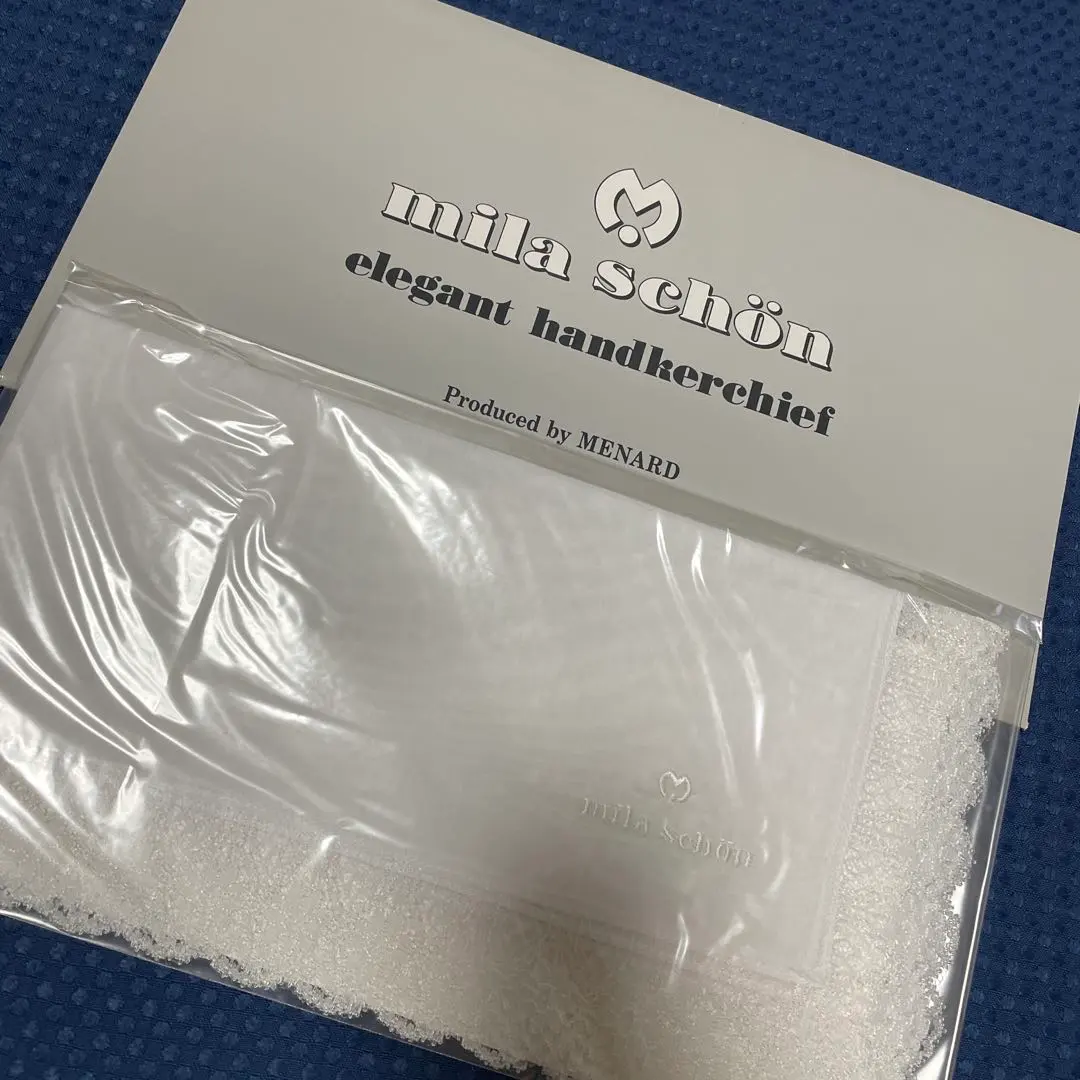 mila schön
elegant handkerchief
Produced by MENARD
mila schön